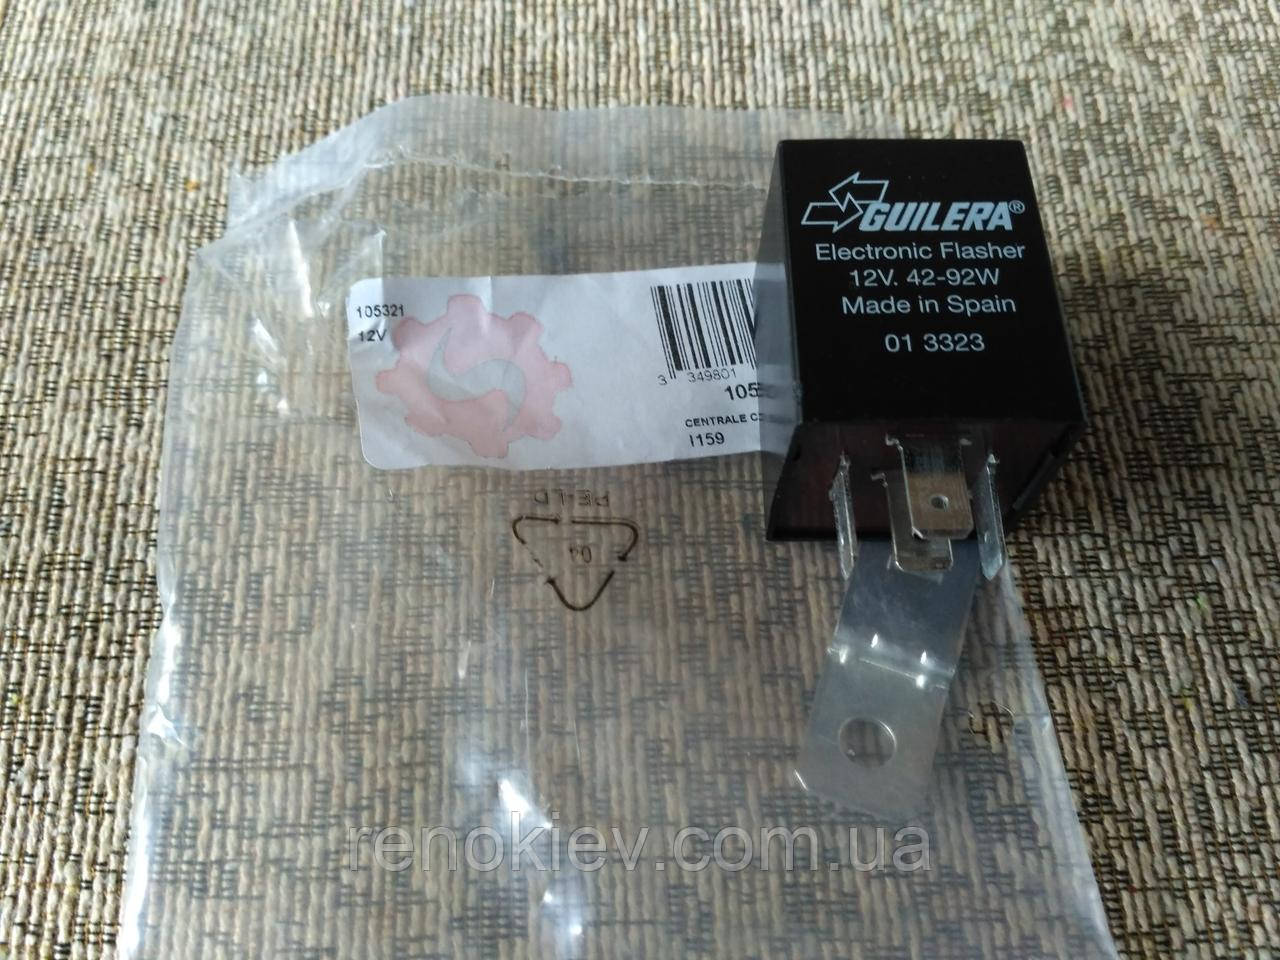 GUILERA®
Electronic Flasher
12V. 42-92W
Made in Spain
01 3323
105321
12V
3 349801
CENTRALE
I159
PE-LD
04
renokiev.com.ua